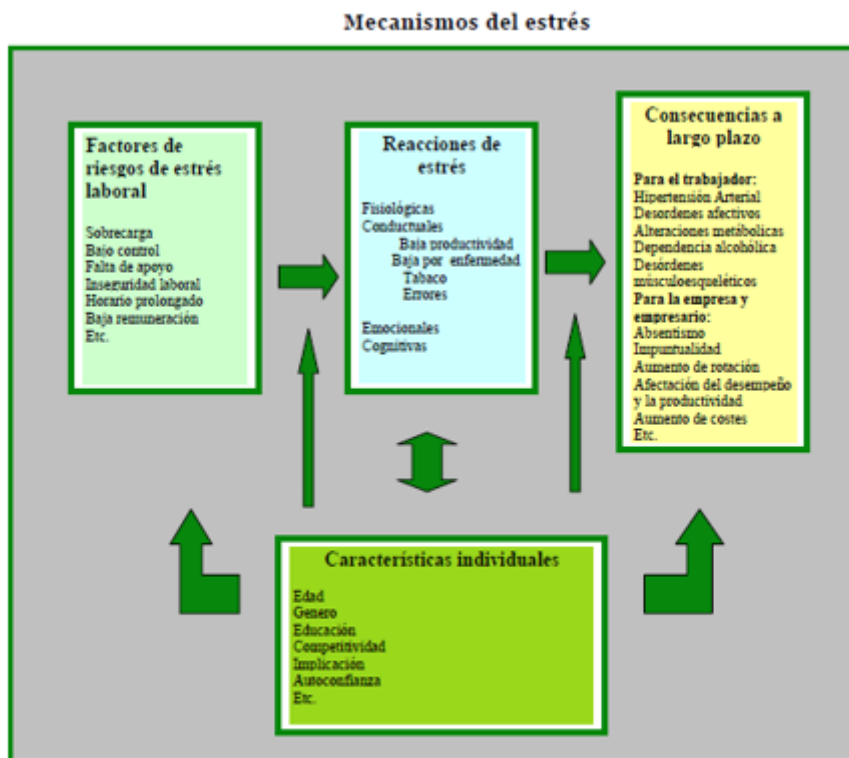 Mecanismos del estrés
Factores de
riesgos de estrés
laboral
Sobrecarga
Bajo control
Falta de apoyo
Inseguridad laboral
Horario prolongado
Baja remuneración
Etc.
Reacciones de
estrés
Fisiológicas
Conductuales
Baja productividad
Baja por enfermedad
Tabaco
Errores
Emocionales
Cognitivas
Consecuencias a
largo plazo
Para el trabajador:
Hipertensión Arterial
Desordenes afectivos
Alteraciones metábolicas
Dependencia alcohólica
Desórdenes
músculoesqueléticos
Para la empresa y
empresario:
Absentismo
Impuntualidad
Aumento de rotación
Afectación del desempeño
y la productividad
Aumento de costes
Etc.
Características individuales
Edad
Genero
Educación
Competitividad
Implicación
Autoconfianza
Etc.